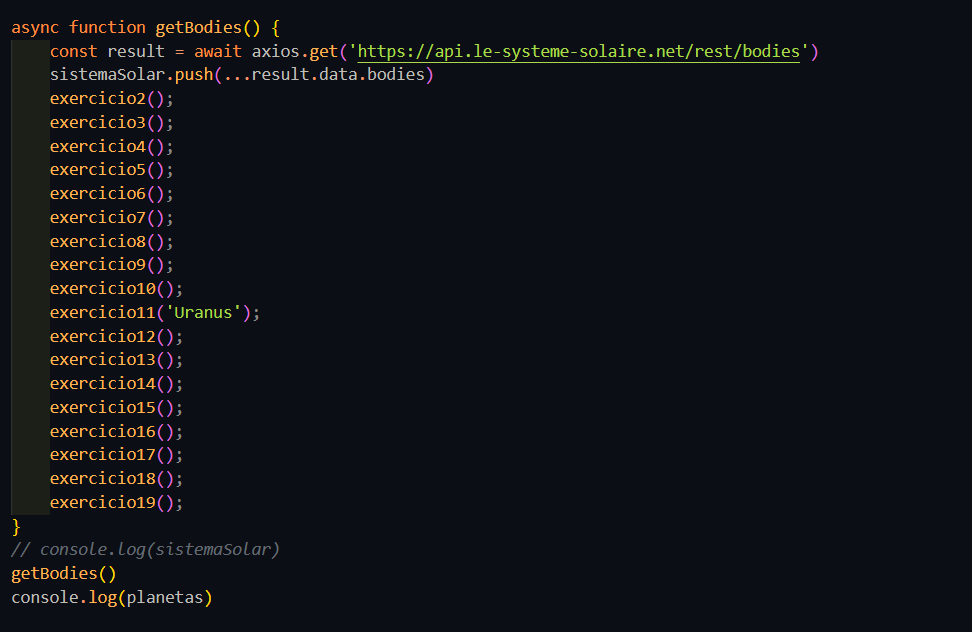 async function getBodies() {
    const result = await axios.get('https://api.le-systeme-solaire.net/rest/bodies')
    sistemaSolar.push(...result.data.bodies)
    exercicio2();
    exercicio3();
    exercicio4();
    exercicio5();
    exercicio6();
    exercicio7();
    exercicio8();
    exercicio9();
    exercicio10();
    exercicio11('Uranus');
    exercicio12();
    exercicio13();
    exercicio14();
    exercicio15();
    exercicio16();
    exercicio17();
    exercicio18();
    exercicio19();
}
// console.log(sistemaSolar)
getBodies()
console.log(planetas)